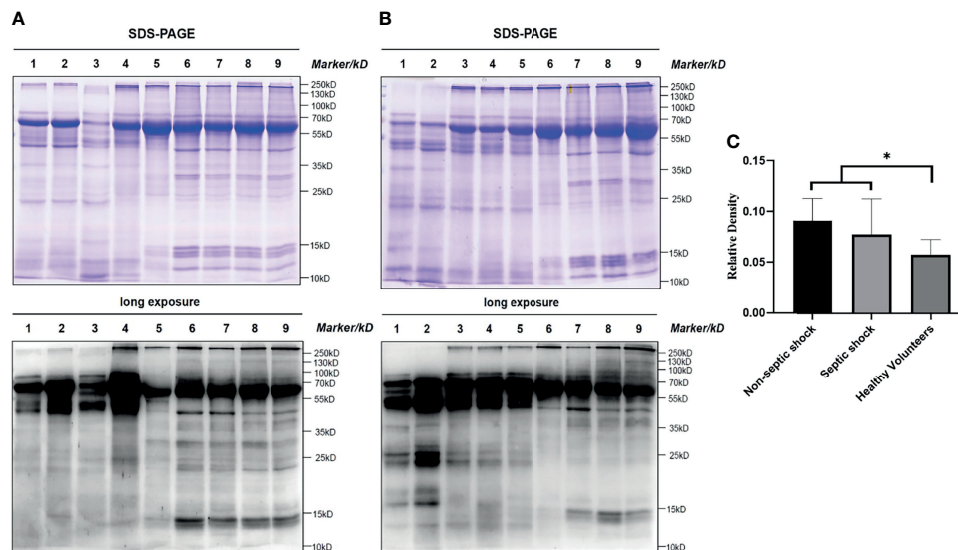 A
SDS-PAGE
1 2 3 4 5 6 7 8 9 Marker/kD
250kD
130kD
100kD
70kD
55kD
35kD
25kD
15kD
10kD
long exposure
1 2 3 4 5 6 7 8 9 Marker/kD
250kD
130kD
100kD
70kD
55kD
35kD
25kD
15kD
10kD
B
SDS-PAGE
1 2 3 4 5 6 7 8 9 Marker/kD
250kD
130kD
100kD
70kD
55kD
35kD
25kD
15kD
10kD
long exposure
1 2 3 4 5 6 7 8 9 Marker/kD
250kD
130kD
100kD
70kD
55kD
35kD
25kD
15kD
10kD
C
*
Relative Density
0.15
0.10
0.05
0.00
Non-septic shock
Septic shock
Healthy Volunteers